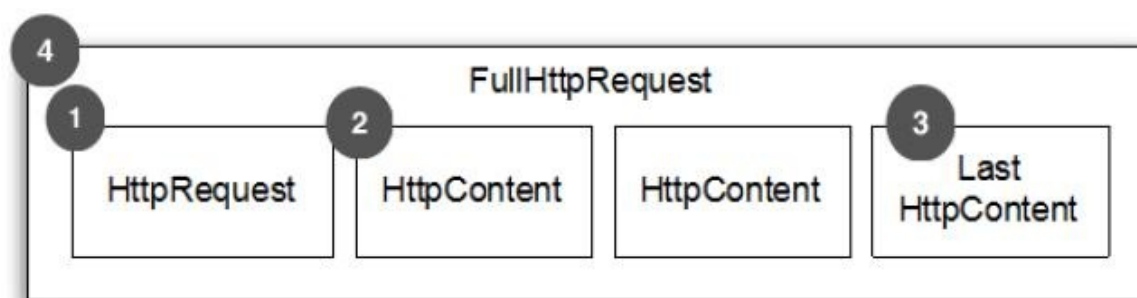 4
FullHttpRequest
1
2
3
HttpRequest
HttpContent
HttpContent
Last
HttpContent